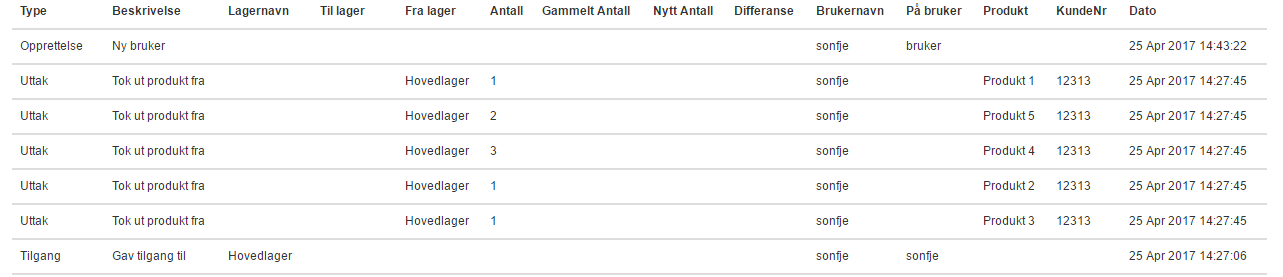 Type Beskrivelse Lagernavn Til lager Fra lager Antall Gammelt Antall Nytt Antall Differanse Brukernavn På bruker Produkt KundeNr Dato
Opprettelse Ny bruker sonfje bruker 25 Apr 2017 14:43:22
Uttak Tok ut produkt fra Hovedlager 1 sonfje Produkt 1 12313 25 Apr 2017 14:27:45
Uttak Tok ut produkt fra Hovedlager 2 sonfje Produkt 5 12313 25 Apr 2017 14:27:45
Uttak Tok ut produkt fra Hovedlager 3 sonfje Produkt 4 12313 25 Apr 2017 14:27:45
Uttak Tok ut produkt fra Hovedlager 1 sonfje Produkt 2 12313 25 Apr 2017 14:27:45
Uttak Tok ut produkt fra Hovedlager 1 sonfje Produkt 3 12313 25 Apr 2017 14:27:45
Tilgang Gav tilgang til Hovedlager sonfje sonfje 25 Apr 2017 14:27:06